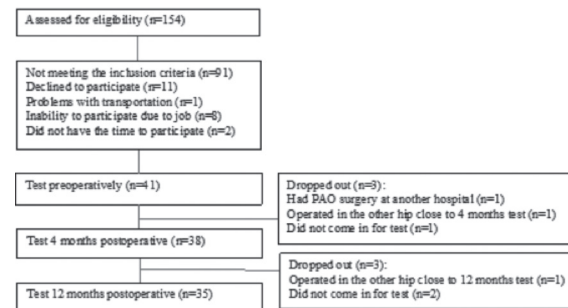 Assessed for eligibility (n=154)
Not meeting the inclusion criteria (n=91)
Declined to participate (n=11)
Problems with transportation (n=1)
Inability to participate due to job (n=8)
Did not have the time to participate (n=2)
Test preoperatively (n=41)
Dropped out (n=3):
Had PAO surgery at another hospital (n=1)
Operated in the other hip close to 4 months test (n=1)
Did not come in for test (n=1)
Test 4 months postoperative (n=38)
Dropped out (n=3):
Operated in the other hip close to 12 months test (n=1)
Did not come in for test (n=2)
Test 12 months postoperative (n=35)